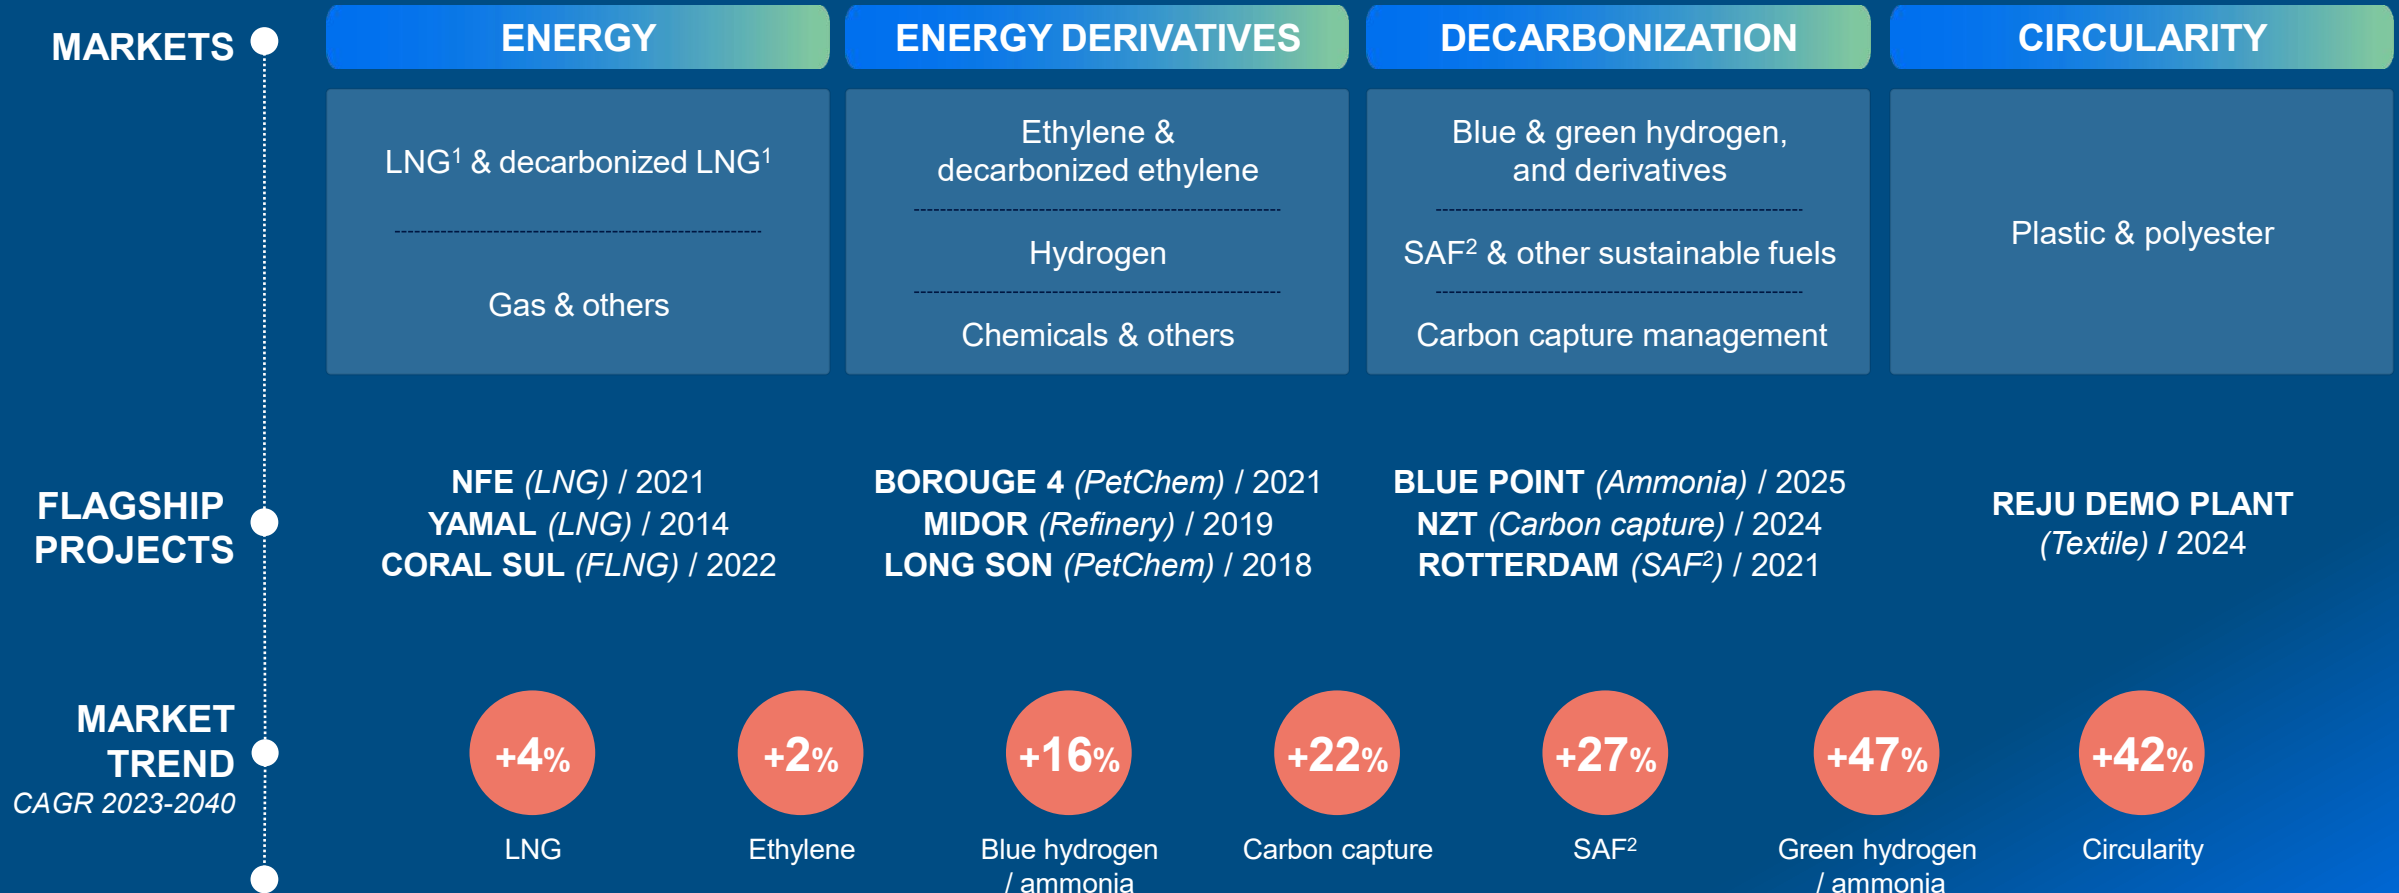 MARKETS
ENERGY
ENERGY DERIVATIVES
DECARBONIZATION
CIRCULARITY
LNG¹ & decarbonized LNG¹
Gas & others
Ethylene &
decarbonized ethylene
Hydrogen
Chemicals & others
Blue & green hydrogen,
and derivatives
SAF² & other sustainable fuels
Carbon capture management
Plastic & polyester
FLAGSHIP
PROJECTS
NFE (LNG) / 2021
YAMAL (LNG) / 2014
CORAL SUL (FLNG) / 2022
BOROUGE 4 (PetChem) / 2021
MIDOR (Refinery) / 2019
LONG SON (PetChem) / 2018
BLUE POINT (Ammonia) / 2025
NZT (Carbon capture) / 2024
ROTTERDAM (SAF²) / 2021
REJU DEMO PLANT
(Textile) / 2024
MARKET
TREND
CAGR 2023-2040
+4%
LNG
+2%
Ethylene
+16%
Blue hydrogen
/ ammonia
+22%
Carbon capture
+27%
SAF²
+47%
Green hydrogen
/ ammonia
+42%
Circularity